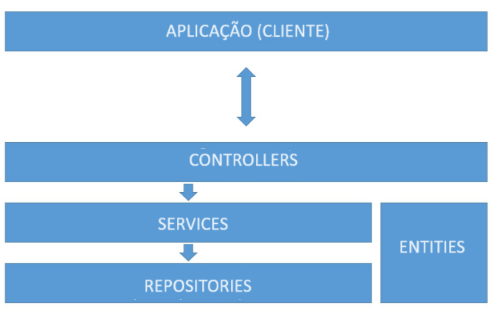 APLICAÇÃO (CLIENTE)
CONTROLLERS
SERVICES
ENTITIES
REPOSITORIES